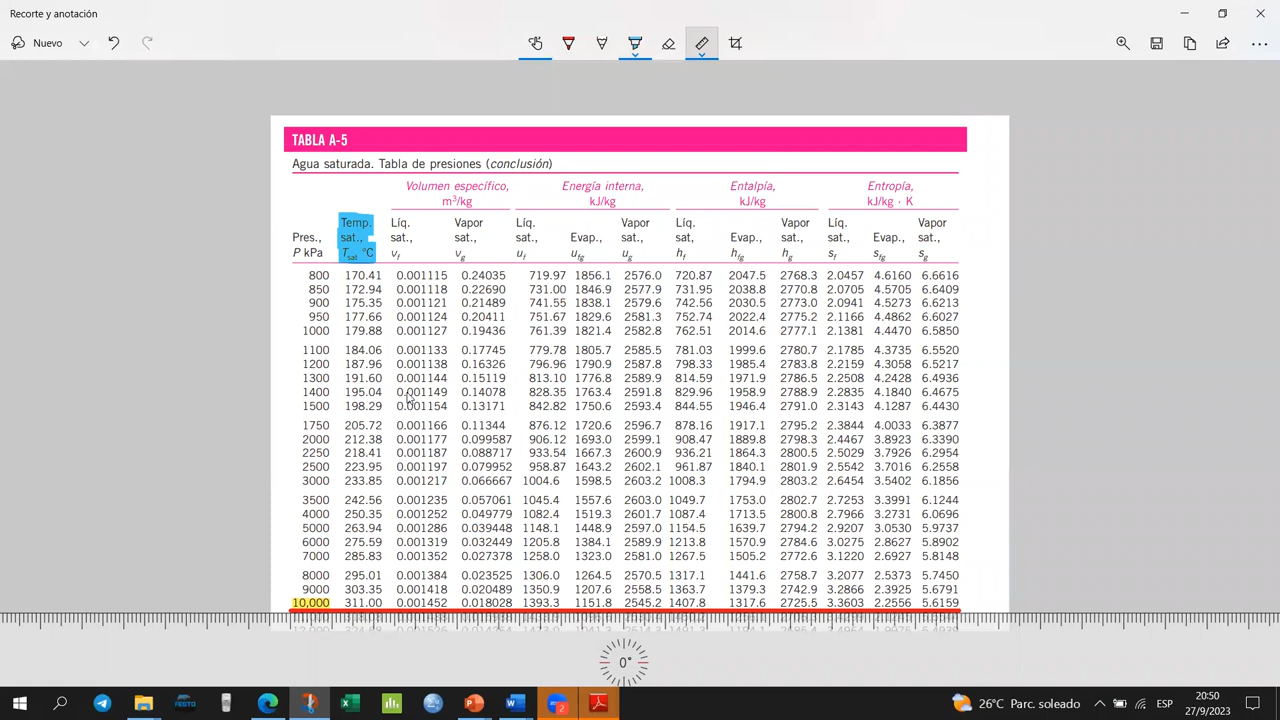 Recorte y anotación
Nuevo
TABLA A-5
Agua saturada. Tabla de presiones (conclusión)
Volumen específico, Energía interna, Entalpía, Entropía,
m³/kg kJ/kg kJ/kg kJ/kg · K
Temp. Líq. Vapor Líq. Vapor Líq. Vapor Líq. Vapor
Pres., sat., sat., sat., sat., Evap., sat., sat, Evap., sat., sat., Evap., sat.,
P kPa Tsat °C vf vg uf ufg ug hf hfg hg sf sfg sg
800 170.41 0.001115 0.24035 719.97 1856.1 2576.0 720.87 2047.5 2768.3 2.0457 4.6160 6.6616
850 172.94 0.001118 0.22690 731.00 1846.9 2577.9 731.95 2038.8 2770.8 2.0705 4.5705 6.6409
900 175.35 0.001121 0.21489 741.55 1838.1 2579.6 742.56 2030.5 2773.0 2.0941 4.5273 6.6213
950 177.66 0.001124 0.20411 751.67 1829.6 2581.3 752.74 2022.4 2775.2 2.1166 4.4862 6.6027
1000 179.88 0.001127 0.19436 761.39 1821.4 2582.8 762.51 2014.6 2777.1 2.1381 4.4470 6.5850
1100 184.06 0.001133 0.17745 779.78 1805.7 2585.5 781.03 1999.6 2780.7 2.1785 4.3735 6.5520
1200 187.96 0.001138 0.16326 796.96 1790.9 2587.8 798.33 1985.4 2783.8 2.2159 4.3058 6.5217
1300 191.60 0.001144 0.15119 813.10 1776.8 2589.9 814.59 1971.9 2786.5 2.2508 4.2428 6.4936
1400 195.04 0.001149 0.14078 828.35 1763.4 2591.8 829.96 1958.9 2788.9 2.2835 4.1840 6.4675
1500 198.29 0.001154 0.13171 842.82 1750.6 2593.4 844.55 1946.4 2791.0 2.3143 4.1287 6.4430
1750 205.72 0.001166 0.11344 876.12 1720.6 2596.7 878.16 1917.1 2795.2 2.3844 4.0033 6.3877
2000 212.38 0.001177 0.099587 906.12 1693.0 2599.1 908.47 1889.8 2798.3 2.4467 3.8923 6.3390
2250 218.41 0.001187 0.088717 933.54 1667.3 2600.9 936.21 1864.3 2800.5 2.5029 3.7926 6.2954
2500 223.95 0.001197 0.079952 958.87 1643.2 2602.1 961.87 1840.1 2801.9 2.5542 3.7016 6.2558
3000 233.85 0.001217 0.066667 1004.6 1598.5 2603.2 1008.3 1794.9 2803.2 2.6454 3.5402 6.1856
3500 242.56 0.001235 0.057061 1045.4 1557.6 2603.0 1049.7 1753.0 2802.7 2.7253 3.3991 6.1244
4000 250.35 0.001252 0.049779 1082.4 1519.3 2601.7 1087.4 1713.5 2800.8 2.7966 3.2731 6.0696
5000 263.94 0.001286 0.039448 1148.1 1448.9 2597.0 1154.5 1639.7 2794.2 2.9207 3.0530 5.9737
6000 275.59 0.001319 0.032449 1205.8 1384.1 2589.9 1213.8 1570.9 2784.6 3.0275 2.8627 5.8902
7000 285.83 0.001352 0.027378 1258.0 1323.0 2581.0 1267.5 1505.2 2772.6 3.1220 2.6927 5.8148
8000 295.01 0.001384 0.023525 1306.0 1264.5 2570.5 1317.1 1441.6 2758.7 3.2077 2.5373 5.7450
9000 303.35 0.001418 0.020489 1350.9 1207.6 2558.5 1363.7 1379.3 2742.9 3.2866 2.3925 5.6791
10,000 311.00 0.001452 0.018028 1393.3 1151.8 2545.2 1407.8 1317.6 2725.5 3.3603 2.2556 5.6159
0°
FESTO
26°C Parc. soleado ESP
20:50
27/9/2023